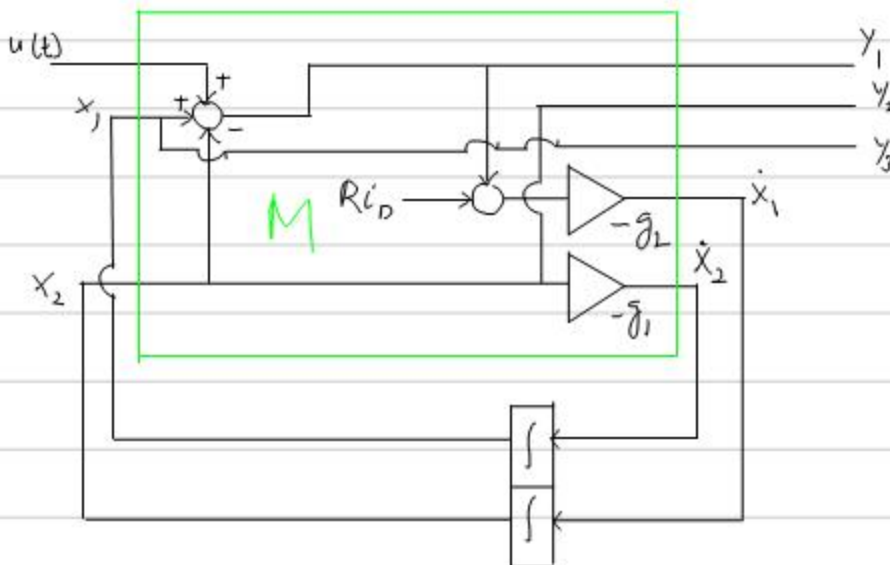 u(t)
y₁
+
x₁
+
y₂
-
y₃
M
Ri_D
ẋ₁
-g₂
x₂
ẋ₂
-g₁
∫
∫